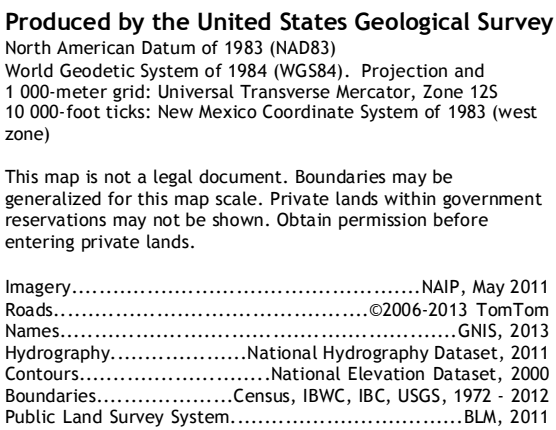 Produced by the United States Geological Survey
North American Datum of 1983 (NAD83)
World Geodetic System of 1984 (WGS84).  Projection and
1 000-meter grid: Universal Transverse Mercator, Zone 12S
10 000-foot ticks: New Mexico Coordinate System of 1983 (west
zone)
This map is not a legal document. Boundaries may be
generalized for this map scale. Private lands within government
reservations may not be shown. Obtain permission before
entering private lands.
Imagery..............................................NAIP, May 2011
Roads.........................................©2006-2013 TomTom
Names....................................................GNIS, 2013
Hydrography....................National Hydrography Dataset, 2011
Contours............................National Elevation Dataset, 2000
Boundaries....................Census, IBWC, IBC, USGS, 1972 - 2012
Public Land Survey System..................................BLM, 2011